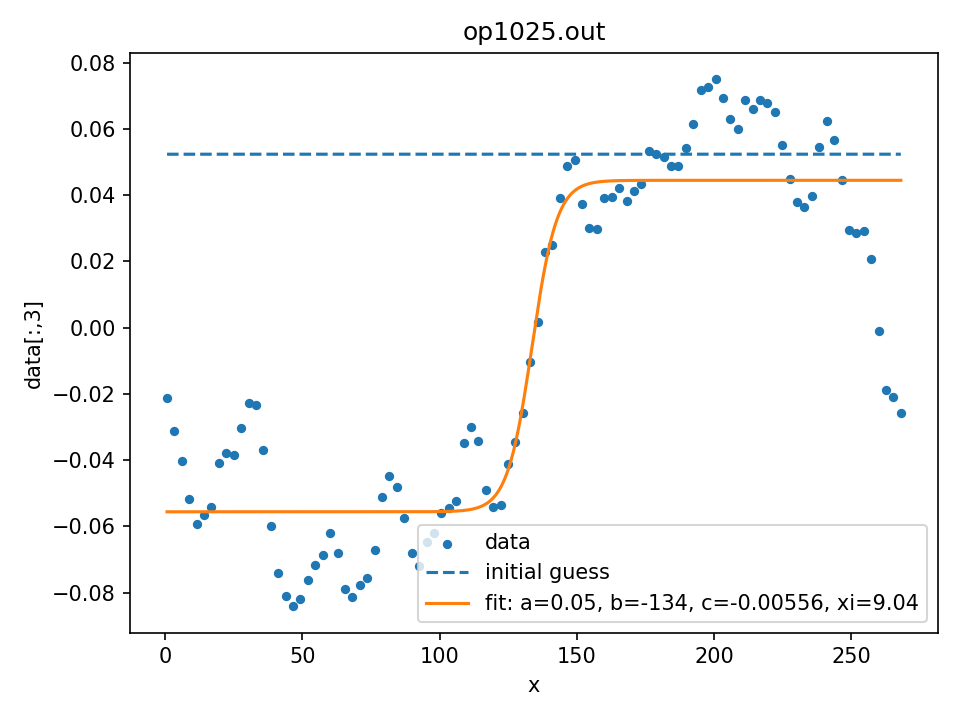 op1025.out
0.08
0.06
0.04
0.02
0.00
−0.02
−0.04
−0.06
−0.08
data[:,3]
data
initial guess
fit: a=0.05, b=-134, c=-0.00556, xi=9.04
0 50 100 150 200 250
x